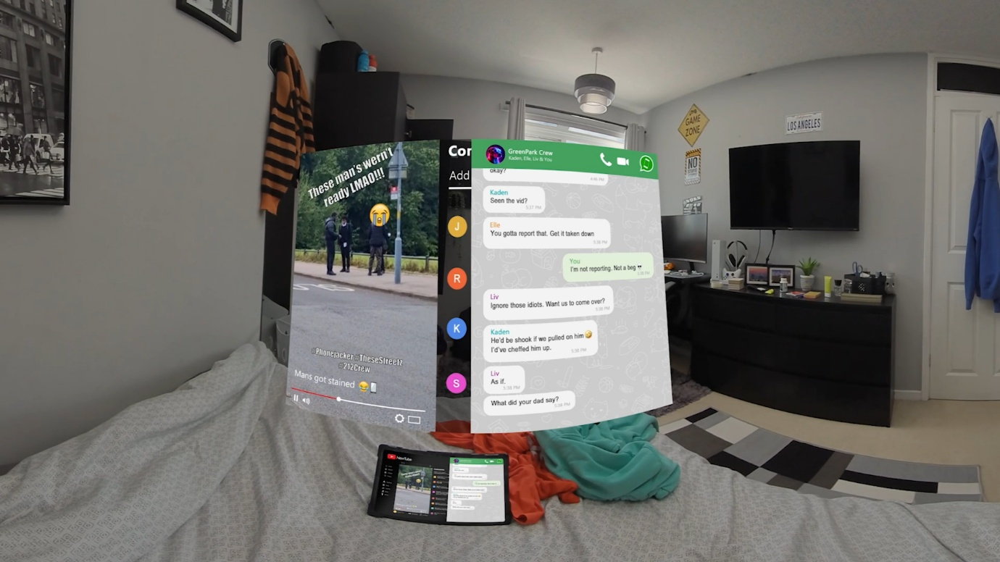 These man's wern't
ready LMAO!!!
#Phonejacker #TheseStreetz
#212Crew
Mans got stained
Add
J
R
K
S
GreenPark Crew
Kaden, Elle, Liv & You
okay?
4:46 PM
Kaden
Seen the vid?
5:37 PM
Elle
You gotta report that. Get it taken down
5:38 PM
You
I'm not reporting. Not a beg
5:38 PM
Liv
Ignore those idiots. Want us to come over?
5:38 PM
Kaden
He'd be shook if we pulled on him
I'd've cheffed him up.
5:38 PM
Liv
As if.
5:38 PM
What did your dad say?
5:38 PM
GAME
ZONE
LOS ANGELES
NO
STUPID
NewTube